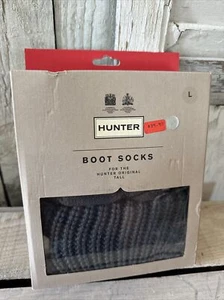 L
HUNTER
BOOT SOCKS
FOR THE
HUNTER ORIGINAL
TALL